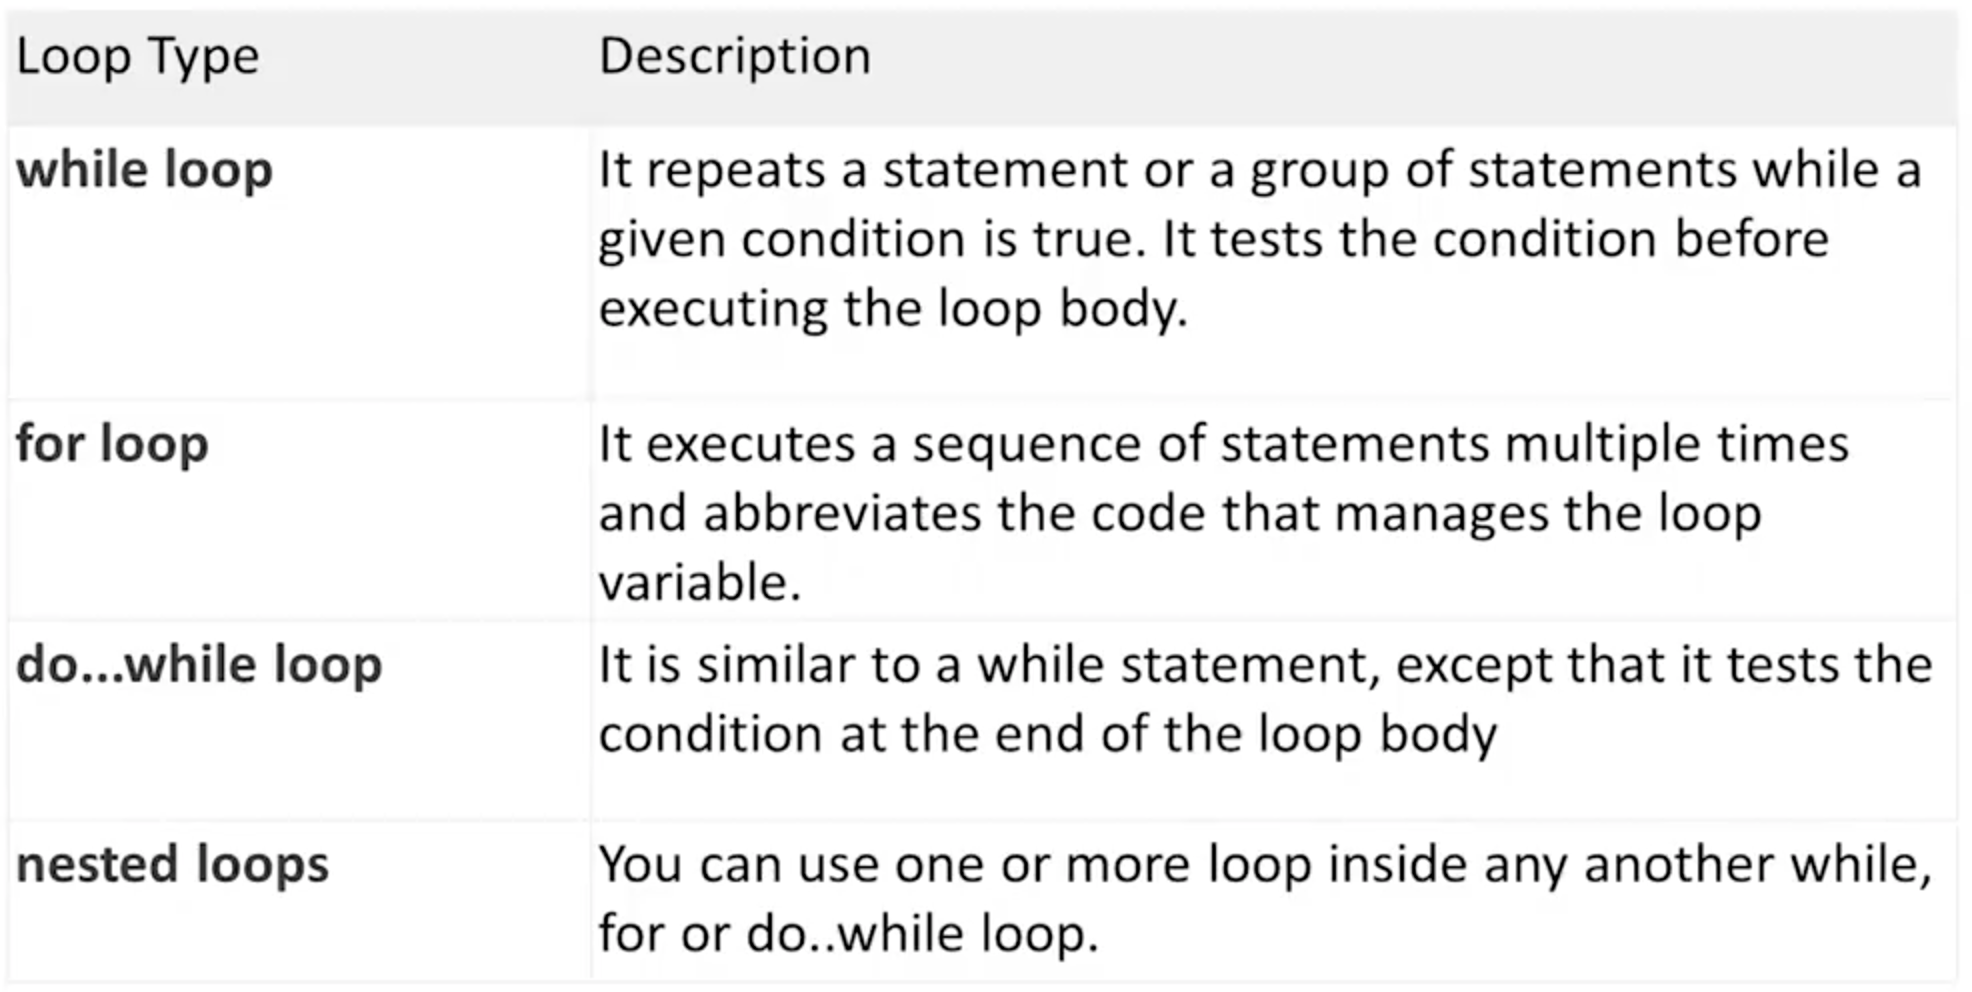 Loop Type
Description
while loop
It repeats a statement or a group of statements while a
given condition is true. It tests the condition before
executing the loop body.
for loop
It executes a sequence of statements multiple times
and abbreviates the code that manages the loop
variable.
do...while loop
It is similar to a while statement, except that it tests the
condition at the end of the loop body
nested loops
You can use one or more loop inside any another while,
for or do..while loop.